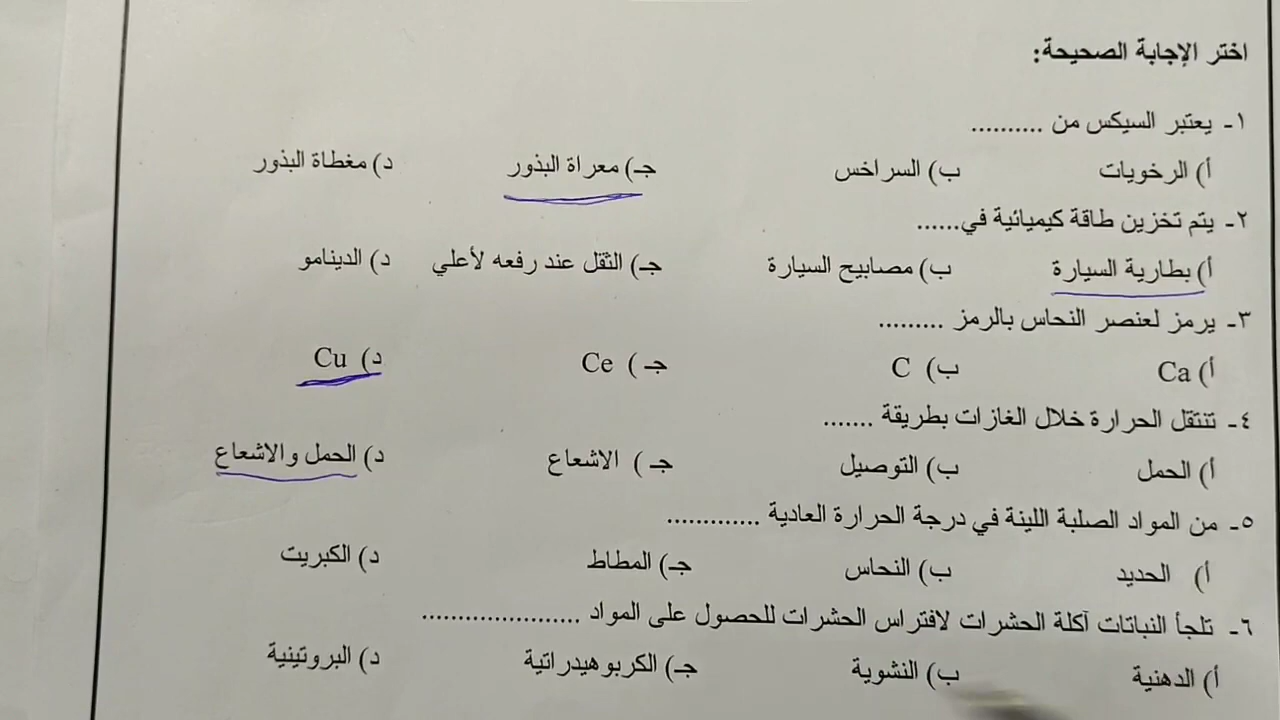 اختر الإجابة الصحيحة:
١- يعتبر السيكس من ..........
أ) الرخويات ب) السراخس جـ) معراة البذور د) مغطاة البذور
٢- يتم تخزين طاقة كيميائية في......
أ) بطارية السيارة ب) مصابيح السيارة جـ) الثقل عند رفعه لأعلي د) الدينامو
٣- يرمز لعنصر النحاس بالرمز .........
أ) Ca ب) C جـ ) Ce د) Cu
٤- تنتقل الحرارة خلال الغازات بطريقة .......
أ) الحمل ب) التوصيل جـ ) الاشعاع د) الحمل والاشعاع
٥- من المواد الصلبة اللينة في درجة الحرارة العادية .............
أ) الحديد ب) النحاس جـ) المطاط د) الكبريت
٦- تلجأ النباتات آكلة الحشرات لافتراس الحشرات للحصول على المواد ......................
أ) الدهنية ب) النشوية جـ) الكربوهيدراتية د) البروتينية